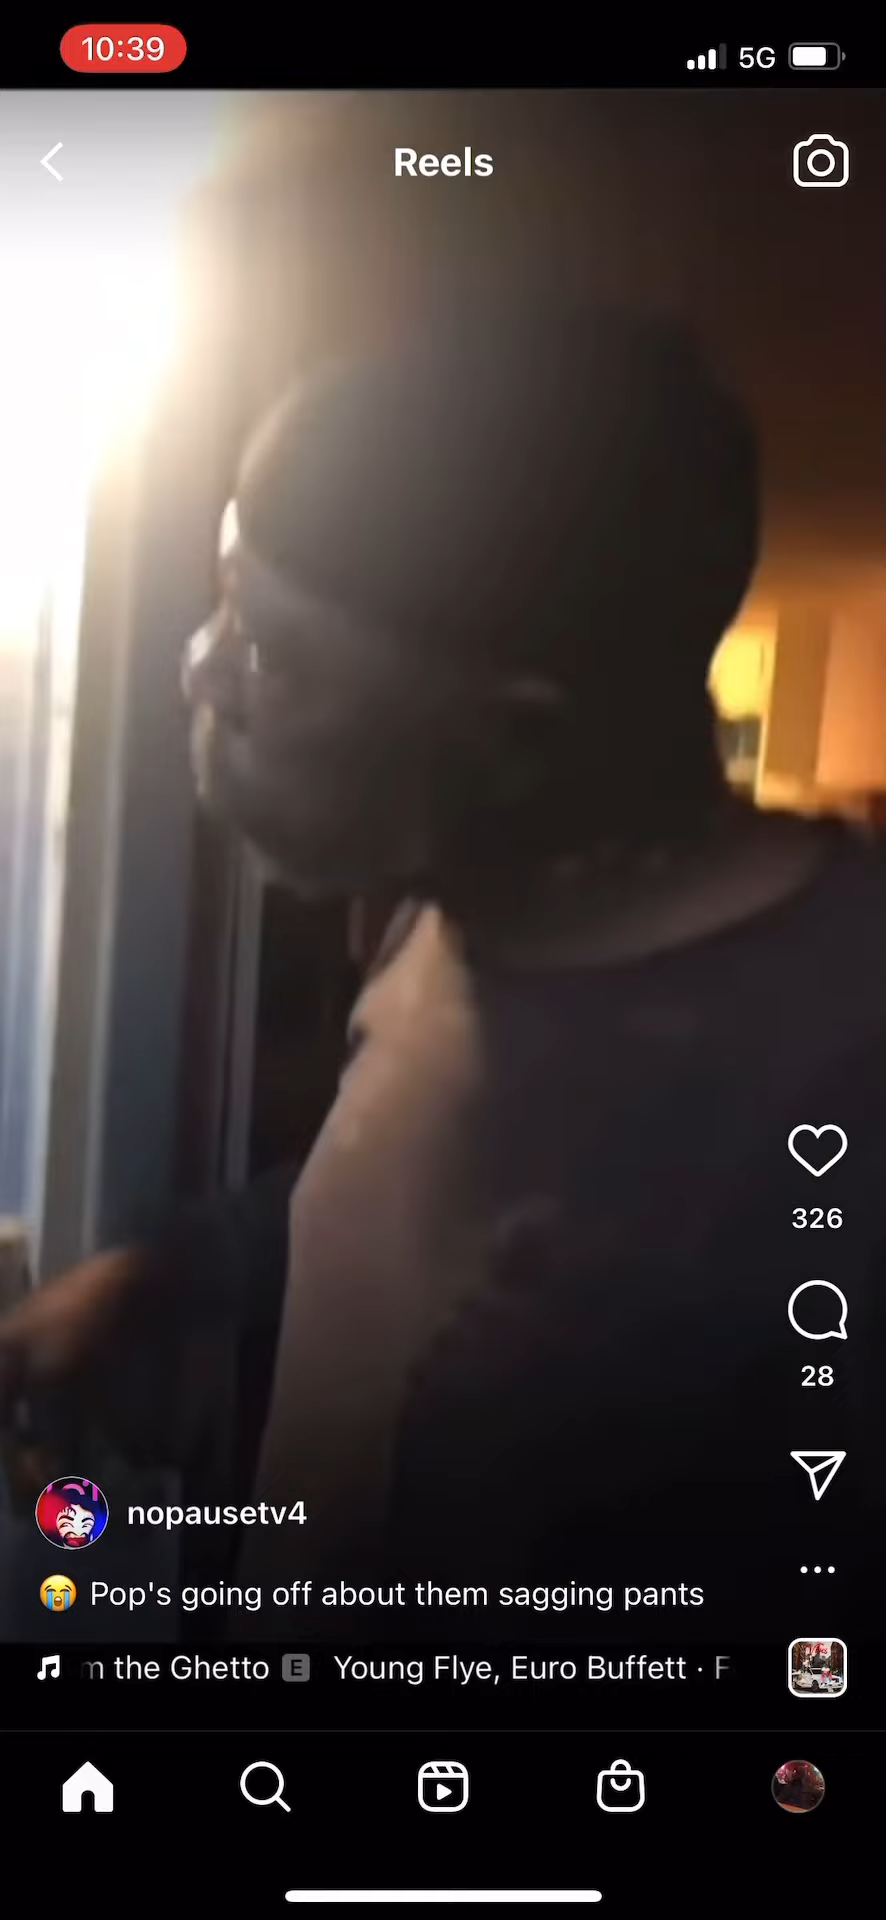 10:39
5G
Reels
326
28
nopausetv4
😭 Pop's going off about them sagging pants
m the Ghetto E Young Flye, Euro Buffett · F